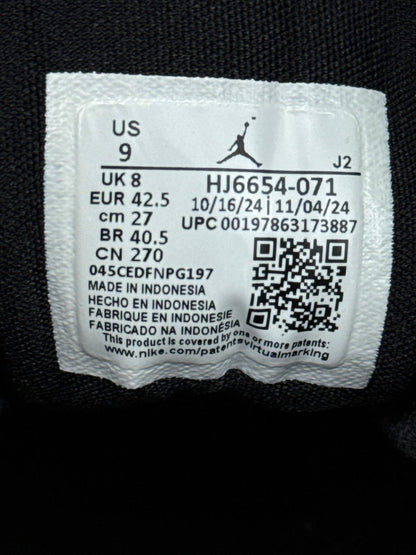 US
9
J2
UK 8
EUR 42.5
cm 27
BR 40.5
CN 270
HJ6654-071
10/16/24 | 11/04/24
UPC 00197863173887
045CEDFNPG197
MADE IN INDONESIA
HECHO EN INDONESIA
FABRIQUE EN INDONESIE
FABRICADO NA INDONÉSIA
This product is covered by one or more patents:
www.nike.com/patentsvirtualmarking